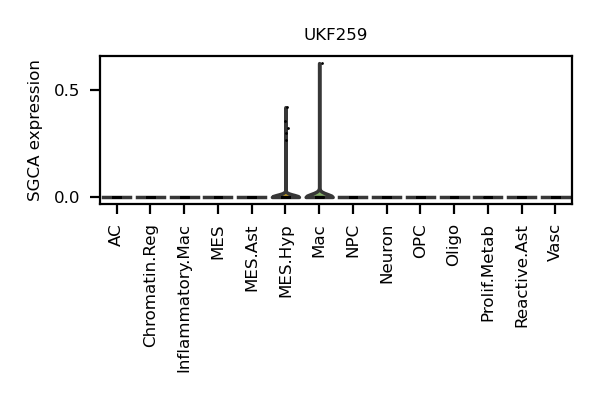 UKF259
SGCA expression
0.5
0.0
AC
Chromatin.Reg
Inflammatory.Mac
MES
MES.Ast
MES.Hyp
Mac
NPC
Neuron
OPC
Oligo
Prolif.Metab
Reactive.Ast
Vasc